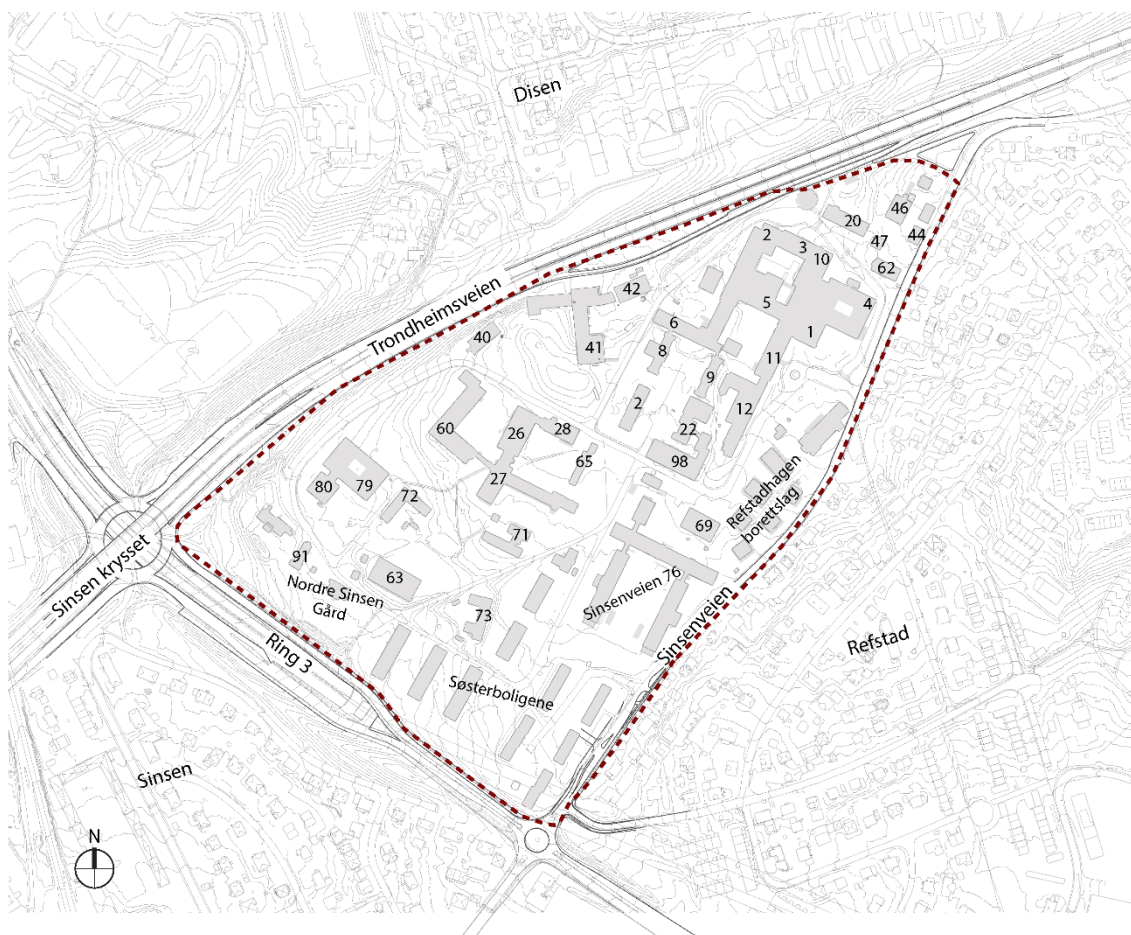 Disen
46
20
44
2
3
47
10
62
42
4
5
Trondheimsveien
6
1
40
41
8
11
9
2
12
60
26
28
22
65
98
27
80
79
72
69
Refstadhagen
borettslag
71
Sinsen krysset
91
63
Nordre Sinsen
Gård
Sinsenveien 76
73
Sinsenveien
Refstad
Ring 3
Søsterboligene
Sinsen
N